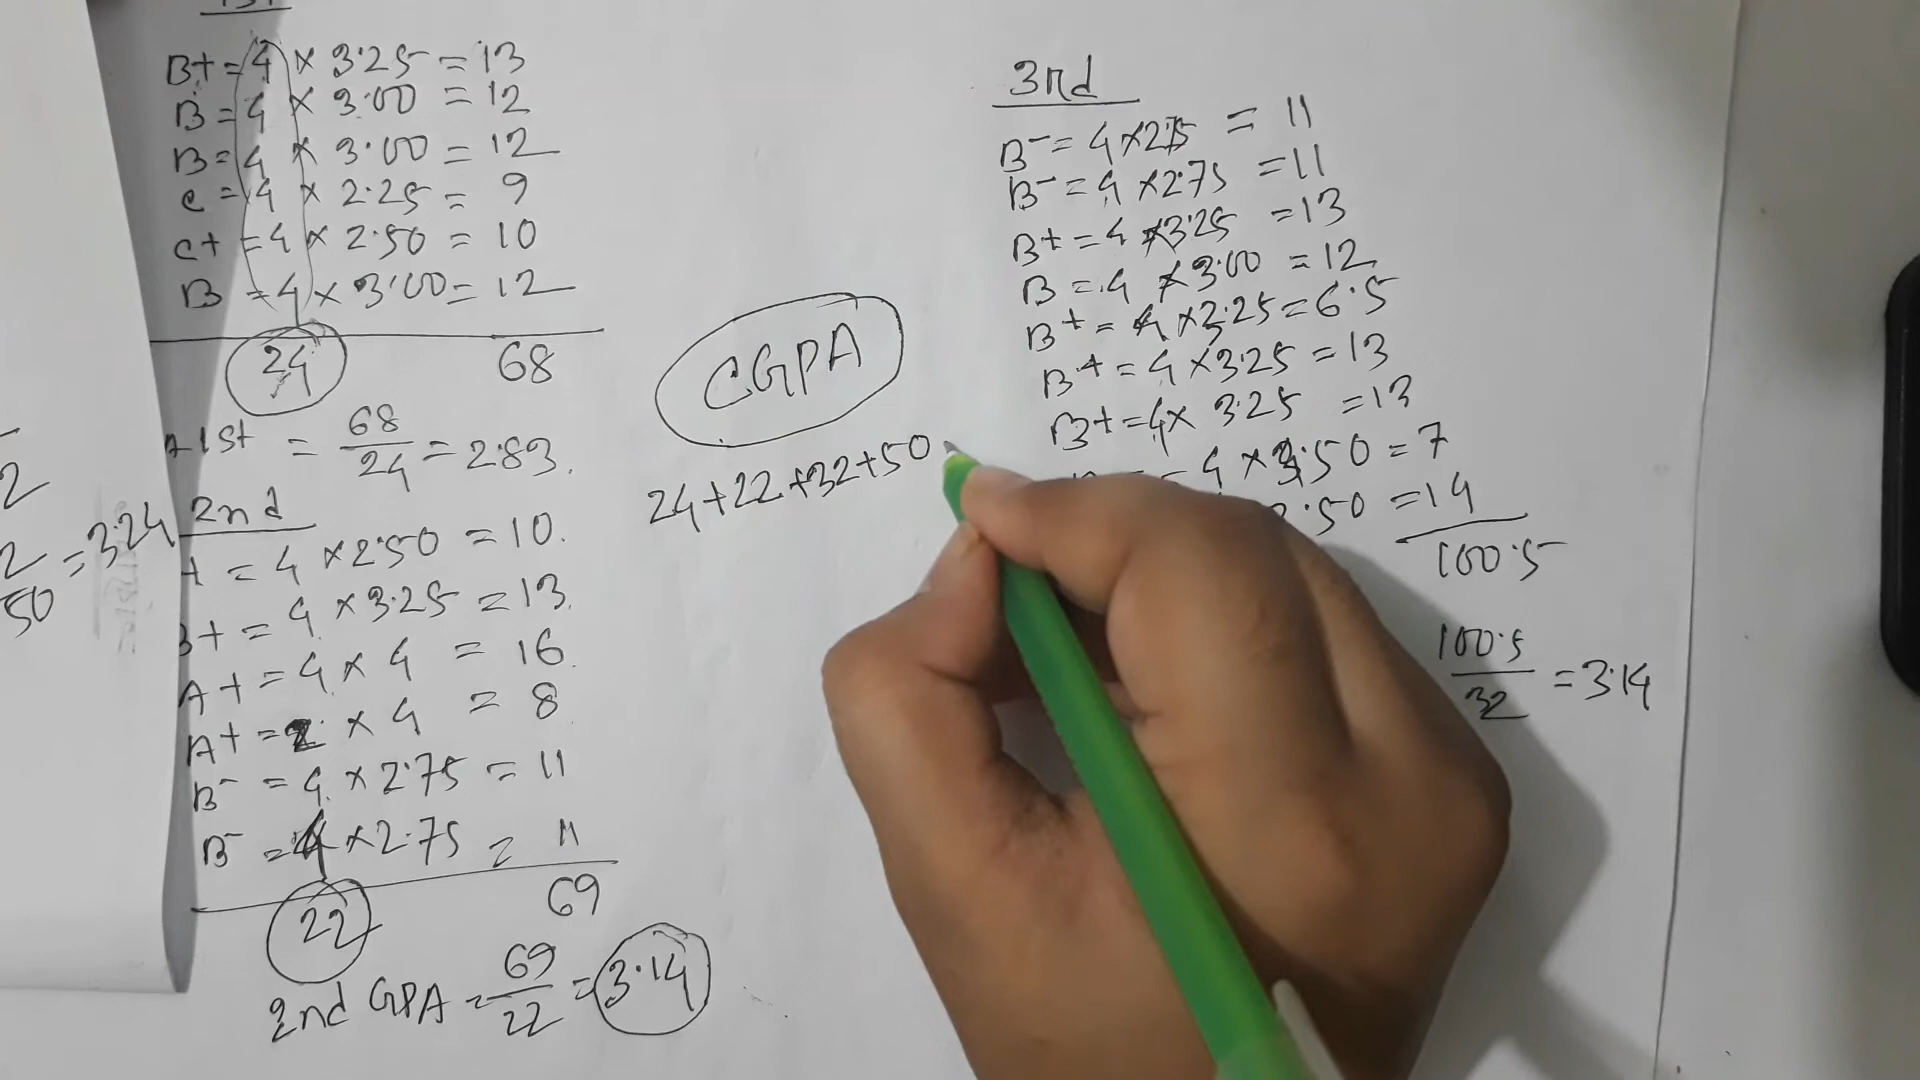 B+ = 4 × 3.25 = 13
B = 4 × 3.00 = 12
B = 4 × 3.00 = 12
C = 4 × 2.25 = 9
C+ = 4 × 2.50 = 10
B = 4 × 3.00 = 12
24 68
1st = 68/24 = 2.83.
2nd
+ = 4 × 2.50 = 10.
B+ = 4 × 3.25 = 13.
A+ = 4 × 4 = 16.
A+ = 2 × 4 = 8
B- = 4 × 2.75 = 11
B- = 4 × 2.75 = 11
22 69
2nd GPA = 69/22 = 3.14
2
50 = 3.24
CGPA
24+22+32+50
3rd
B- = 4 × 2.75 = 11
B- = 4 × 2.75 = 11
B+ = 4 × 3.25 = 13
B = 4 × 3.00 = 12
B+ = 4 × 3.25 = 6.5
B+ = 4 × 3.25 = 13
B+ = 4 × 3.25 = 13
4 × 3.50 = 7
.50 = 14
100.5
100.5/32 = 3.14